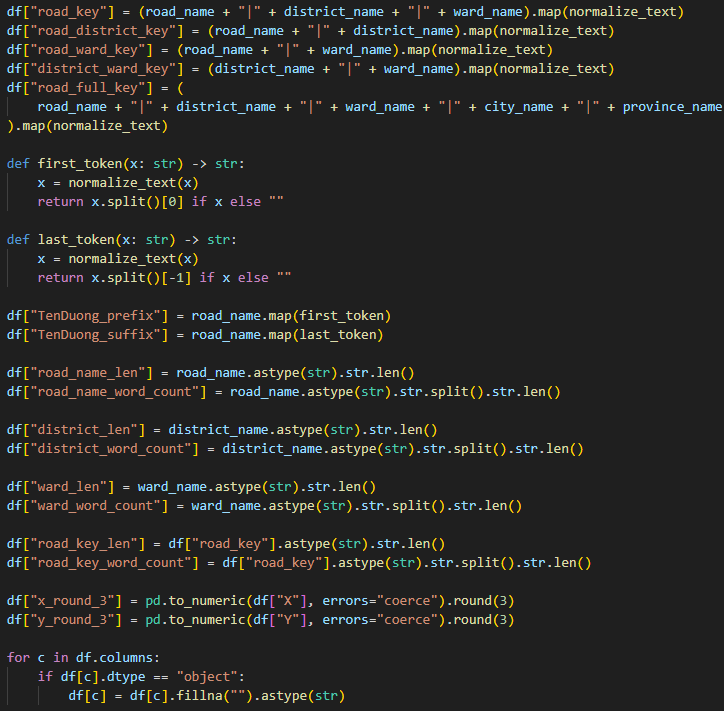 df["road_key"] = (road_name + "|" + district_name + "|" + ward_name).map(normalize_text)
df["road_district_key"] = (road_name + "|" + district_name).map(normalize_text)
df["road_ward_key"] = (road_name + "|" + ward_name).map(normalize_text)
df["district_ward_key"] = (district_name + "|" + ward_name).map(normalize_text)
df["road_full_key"] = (
    road_name + "|" + district_name + "|" + ward_name + "|" + city_name + "|" + province_name
).map(normalize_text)

def first_token(x: str) -> str:
    x = normalize_text(x)
    return x.split()[0] if x else ""

def last_token(x: str) -> str:
    x = normalize_text(x)
    return x.split()[-1] if x else ""

df["TenDuong_prefix"] = road_name.map(first_token)
df["TenDuong_suffix"] = road_name.map(last_token)

df["road_name_len"] = road_name.astype(str).str.len()
df["road_name_word_count"] = road_name.astype(str).str.split().str.len()

df["district_len"] = district_name.astype(str).str.len()
df["district_word_count"] = district_name.astype(str).str.split().str.len()

df["ward_len"] = ward_name.astype(str).str.len()
df["ward_word_count"] = ward_name.astype(str).str.split().str.len()

df["road_key_len"] = df["road_key"].astype(str).str.len()
df["road_key_word_count"] = df["road_key"].astype(str).str.split().str.len()

df["x_round_3"] = pd.to_numeric(df["X"], errors="coerce").round(3)
df["y_round_3"] = pd.to_numeric(df["Y"], errors="coerce").round(3)

for c in df.columns:
    if df[c].dtype == "object":
        df[c] = df[c].fillna("").astype(str)